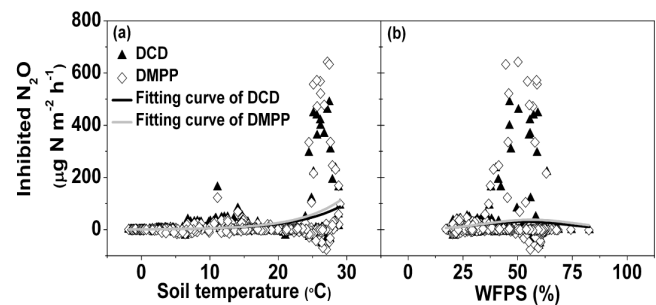 (a)
(b)
DCD
DMPP
Fitting curve of DCD
Fitting curve of DMPP
Inhibited N₂O
(μg N m⁻² h⁻¹)
800
600
400
200
0
0 10 20 30
0 25 50 75 100
Soil temperature (°C)
WFPS (%)